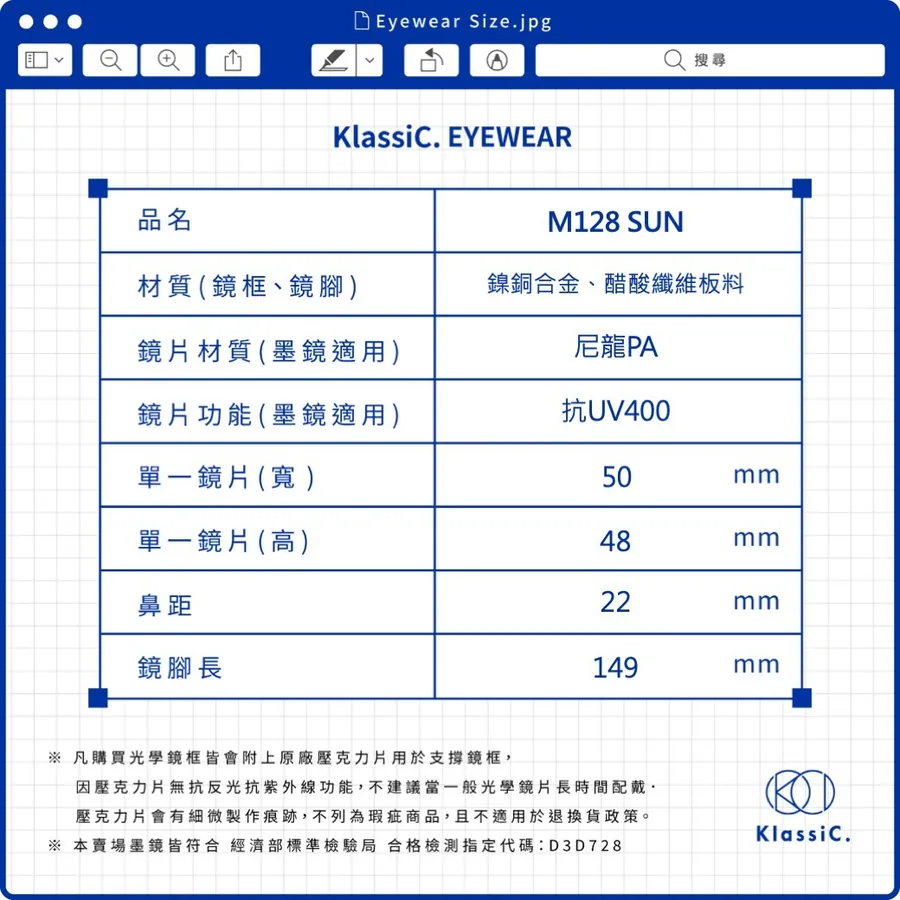 Eyewear Size.jpg
搜尋
KlassiC. EYEWEAR
品名 M128 SUN
材質(鏡框、鏡腳) 鎳銅合金、醋酸纖維板料
鏡片材質(墨鏡適用) 尼龍PA
鏡片功能(墨鏡適用) 抗UV400
單一鏡片(寬) 50 mm
單一鏡片(高) 48 mm
鼻距 22 mm
鏡腳長 149 mm
※ 凡購買光學鏡框皆會附上原廠壓克力片用於支撐鏡框，
因壓克力片無抗反光抗紫外線功能，不建議當一般光學鏡片長時間配戴．
壓克力片會有細微製作痕跡，不列為瑕疵商品，且不適用於退換貨政策。
※ 本賣場墨鏡皆符合 經濟部標準檢驗局 合格檢測指定代碼：D3D728
KlassiC.